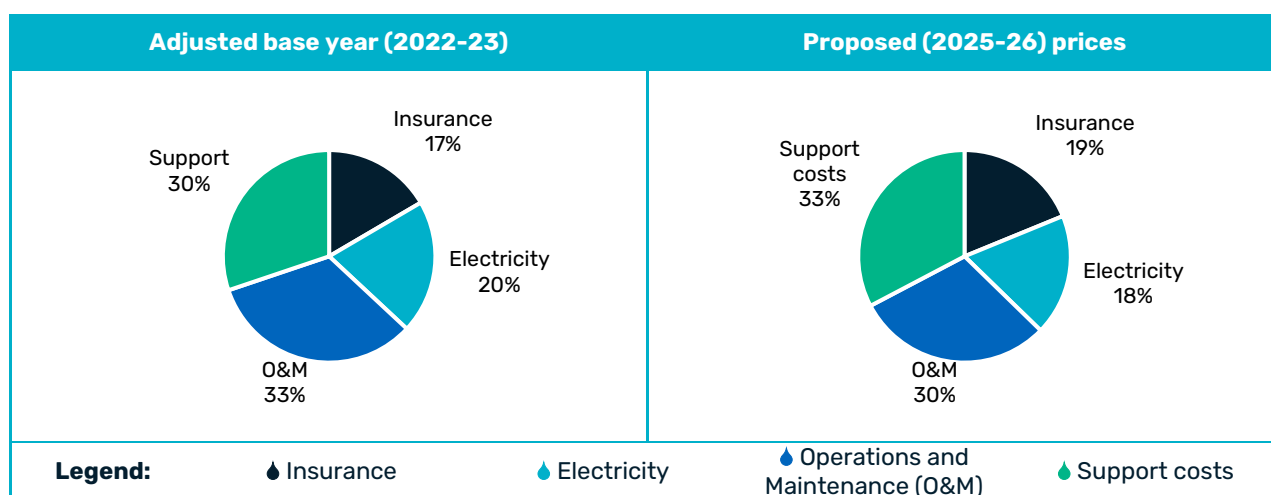 Adjusted base year (2022-23)
Proposed (2025-26) prices
Insurance
17%
Support
30%
Electricity
20%
O&M
33%
Insurance
19%
Support
costs
33%
Electricity
18%
O&M
30%
Legend:
Insurance
Electricity
Operations and
Maintenance (O&M)
Support costs